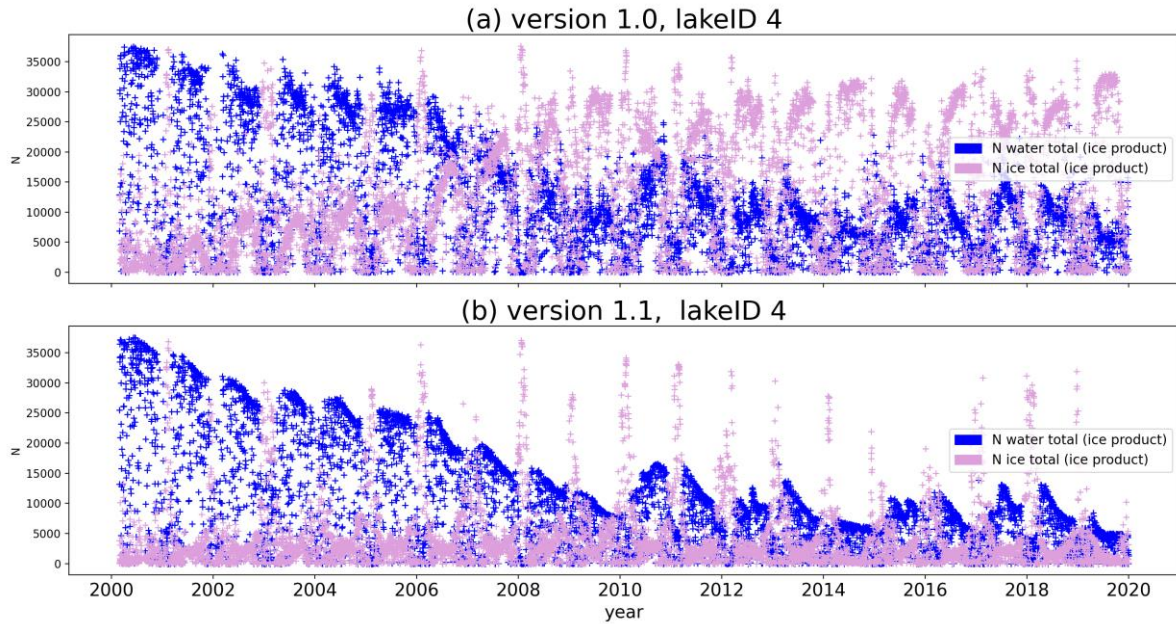 (a) version 1.0, lakeID 4
35000
30000
25000
20000
15000
10000
5000
0
N
N water total (ice product)
N ice total (ice product)
(b) version 1.1, lakeID 4
35000
30000
25000
20000
15000
10000
5000
0
N
N water total (ice product)
N ice total (ice product)
2000 2002 2004 2006 2008 2010 2012 2014 2016 2018 2020
year